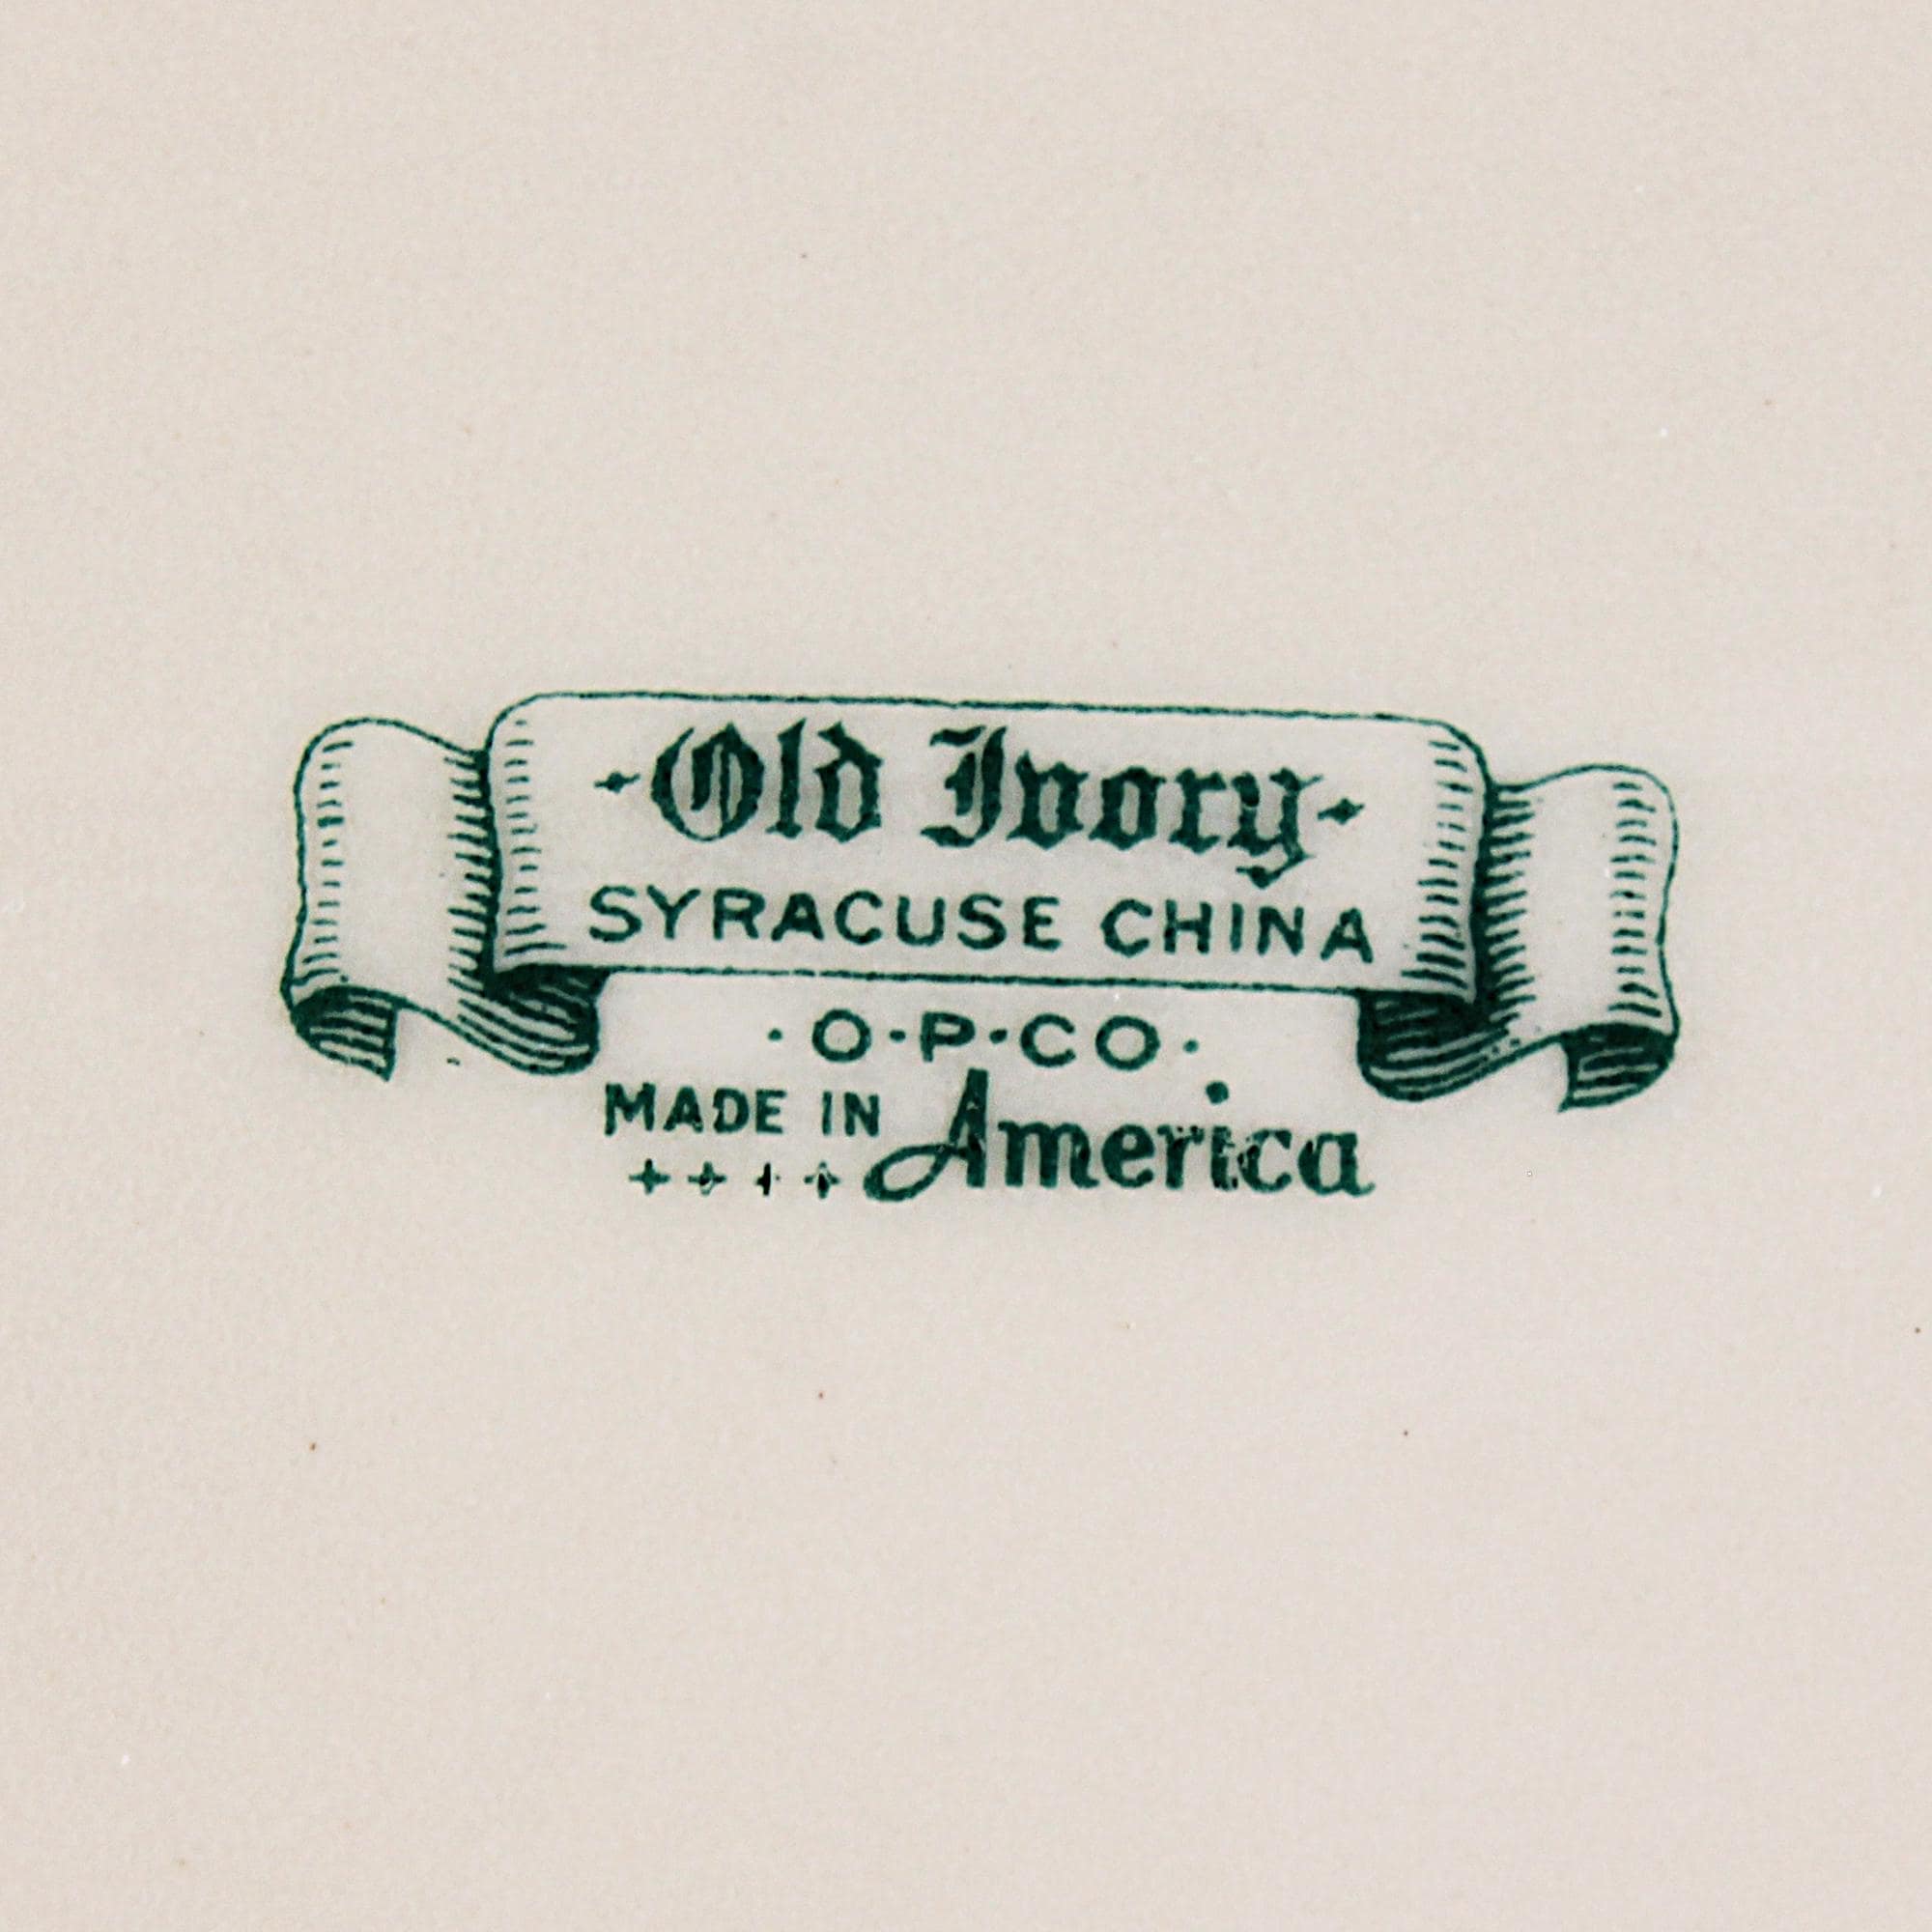 ·Old Ivory·
SYRACUSE CHINA
·O·P·CO·
MADE IN America